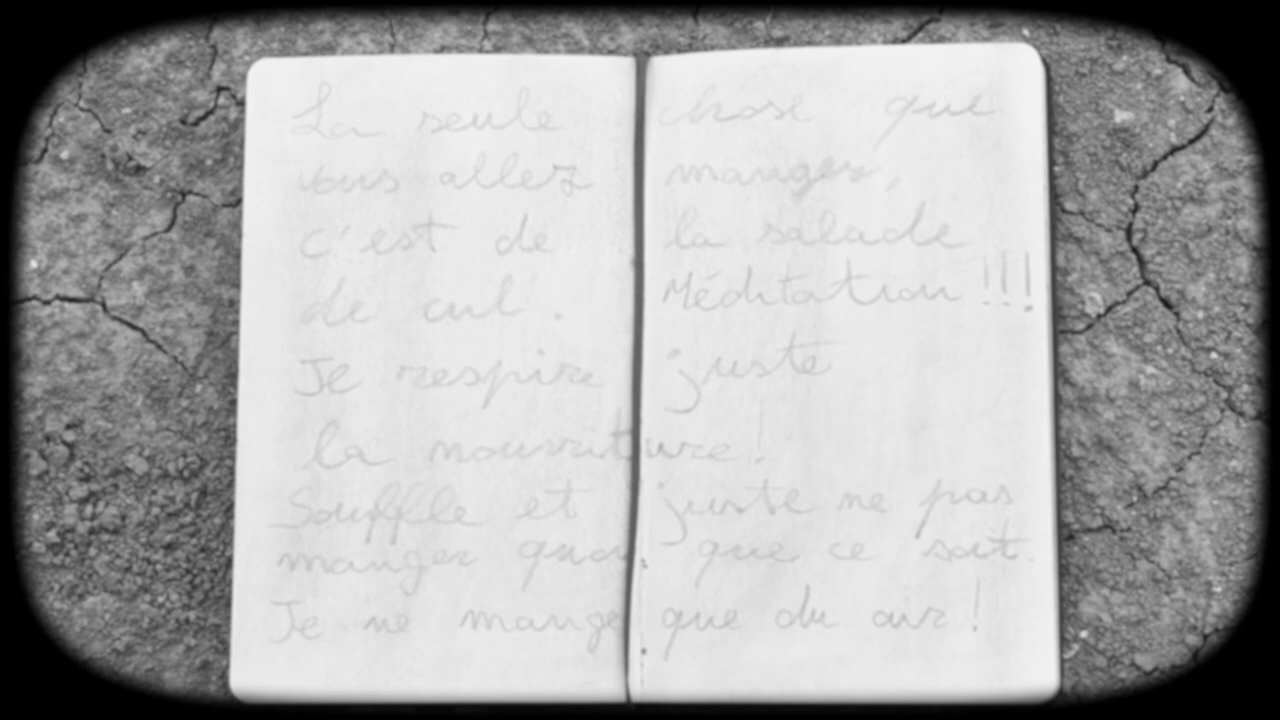 La seule chose que
vous allez manger,
c'est de la salade
de cul. Méditation!!!
Je respire juste
la nourriture!
Souffle et juste ne pas
manger quoi que ce soit.
Je ne mange que du air!